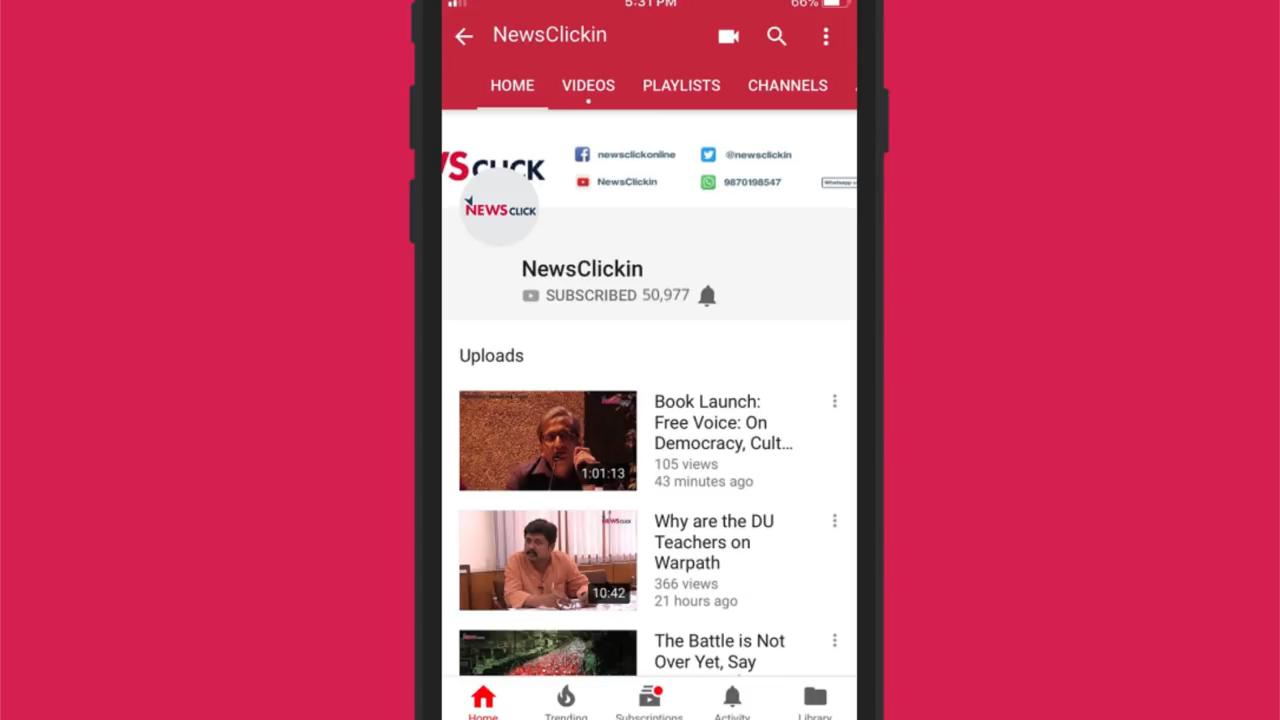 5:31 PM
66%
NewsClickin
HOME VIDEOS PLAYLISTS CHANNELS
CLICK
newsclickonline @newsclickin
NewsClickin 9870198547
NEWS CLICK
NewsClickin
SUBSCRIBED 50,977
Uploads
Book Launch:
Free Voice: On
Democracy, Cult...
105 views
43 minutes ago
1:01:13
Why are the DU
Teachers on
Warpath
366 views
21 hours ago
NEWSCLICK
10:42
The Battle is Not
Over Yet, Say
Home Trending Subscriptions Activity Library